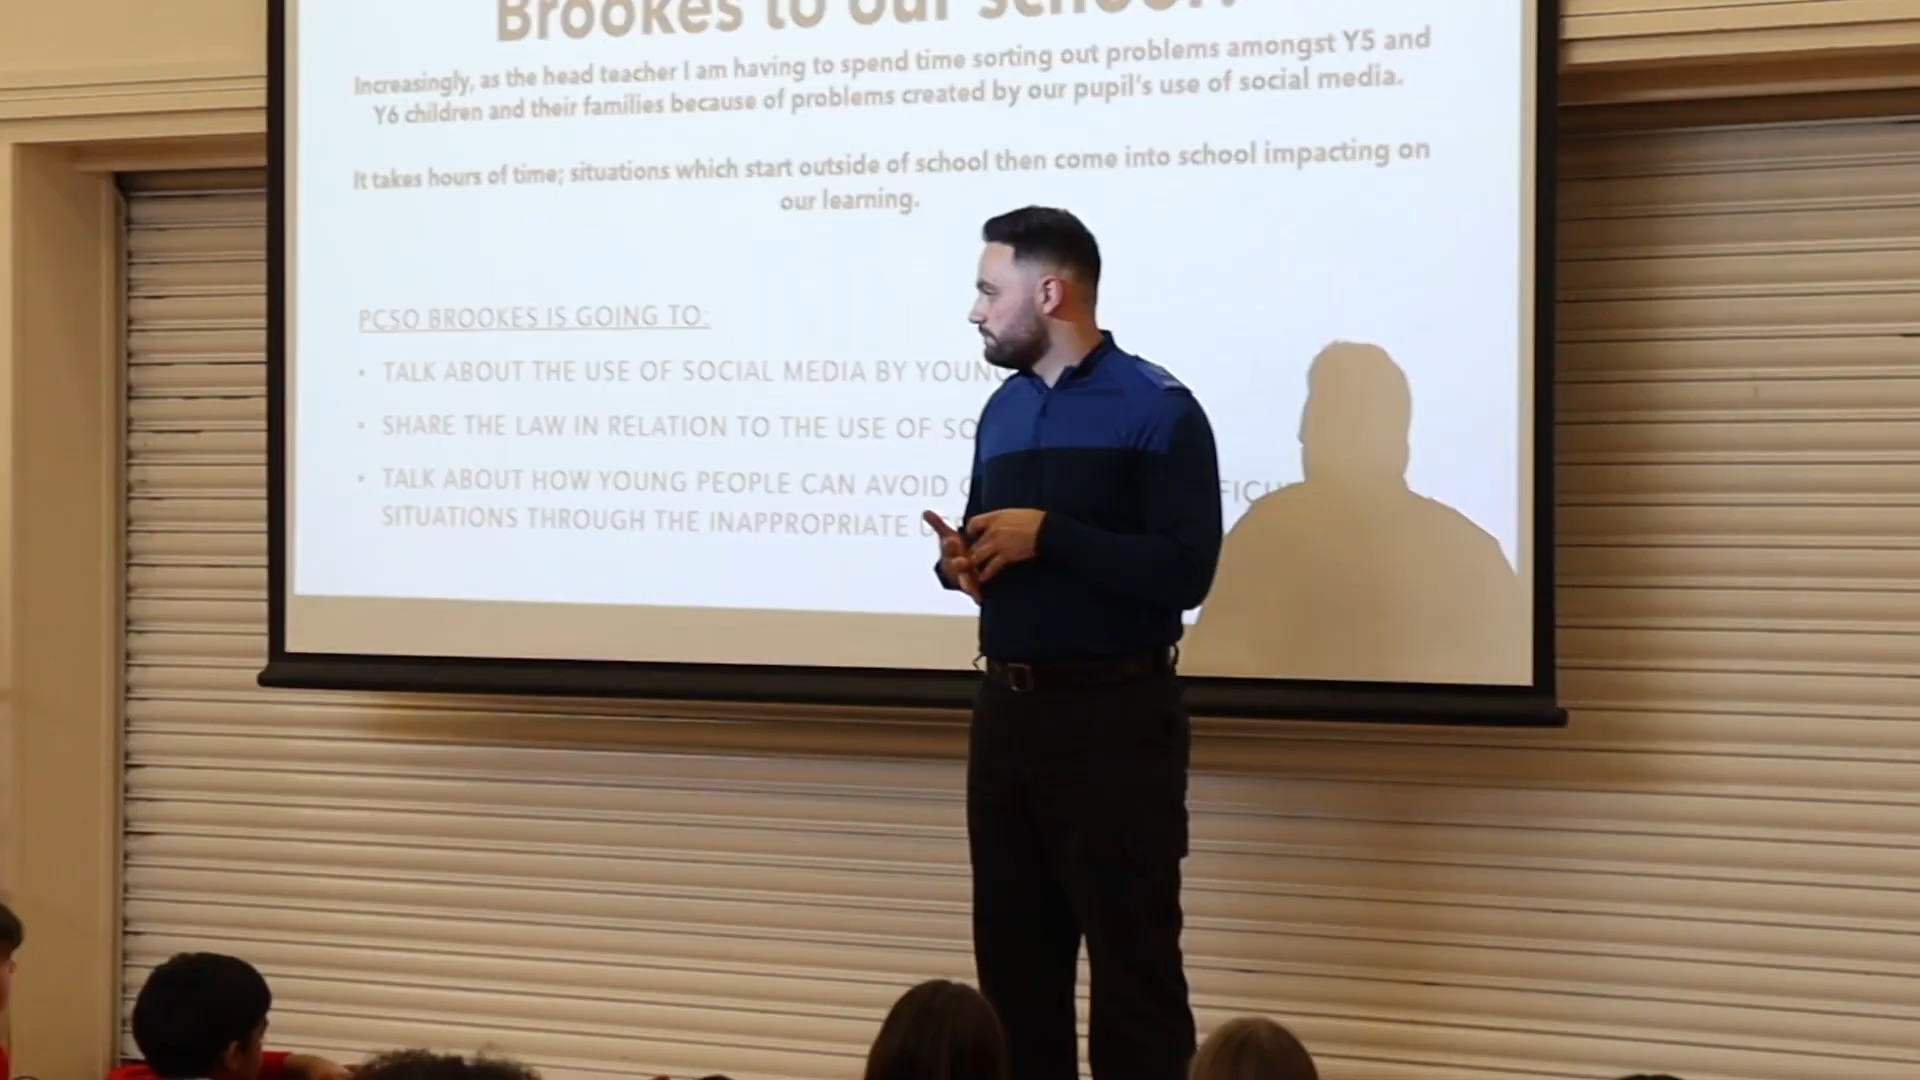 Brookes to our school!
Increasingly, as the head teacher I am having to spend time sorting out problems amongst Y5 and
Y6 children and their families because of problems created by our pupil's use of social media.
It takes hours of time; situations which start outside of school then come into school impacting on
our learning.
PCSO BROOKES IS GOING TO:
• TALK ABOUT THE USE OF SOCIAL MEDIA BY YOUNG
• SHARE THE LAW IN RELATION TO THE USE OF SO
• TALK ABOUT HOW YOUNG PEOPLE CAN AVOID
SITUATIONS THROUGH THE INAPPROPRIATE